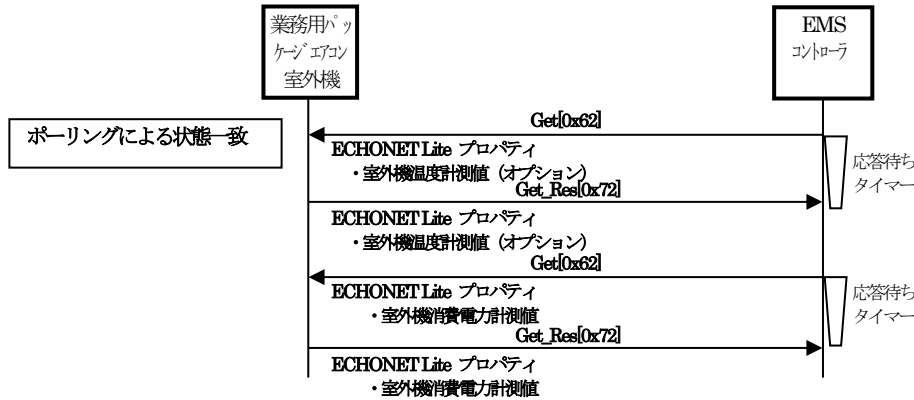 業務用パッ
ケージエアコン
室外機
EMS
コントローラ
ポーリングによる状態一致
Get[0x62]
ECHONET Lite プロパティ
・室外機温度計測値（オプション）
応答待ち
タイマー
Get_Res[0x72]
ECHONET Lite プロパティ
・室外機温度計測値（オプション）
Get[0x62]
ECHONET Lite プロパティ
・室外機消費電力計測値
応答待ち
タイマー
Get_Res[0x72]
ECHONET Lite プロパティ
・室外機消費電力計測値